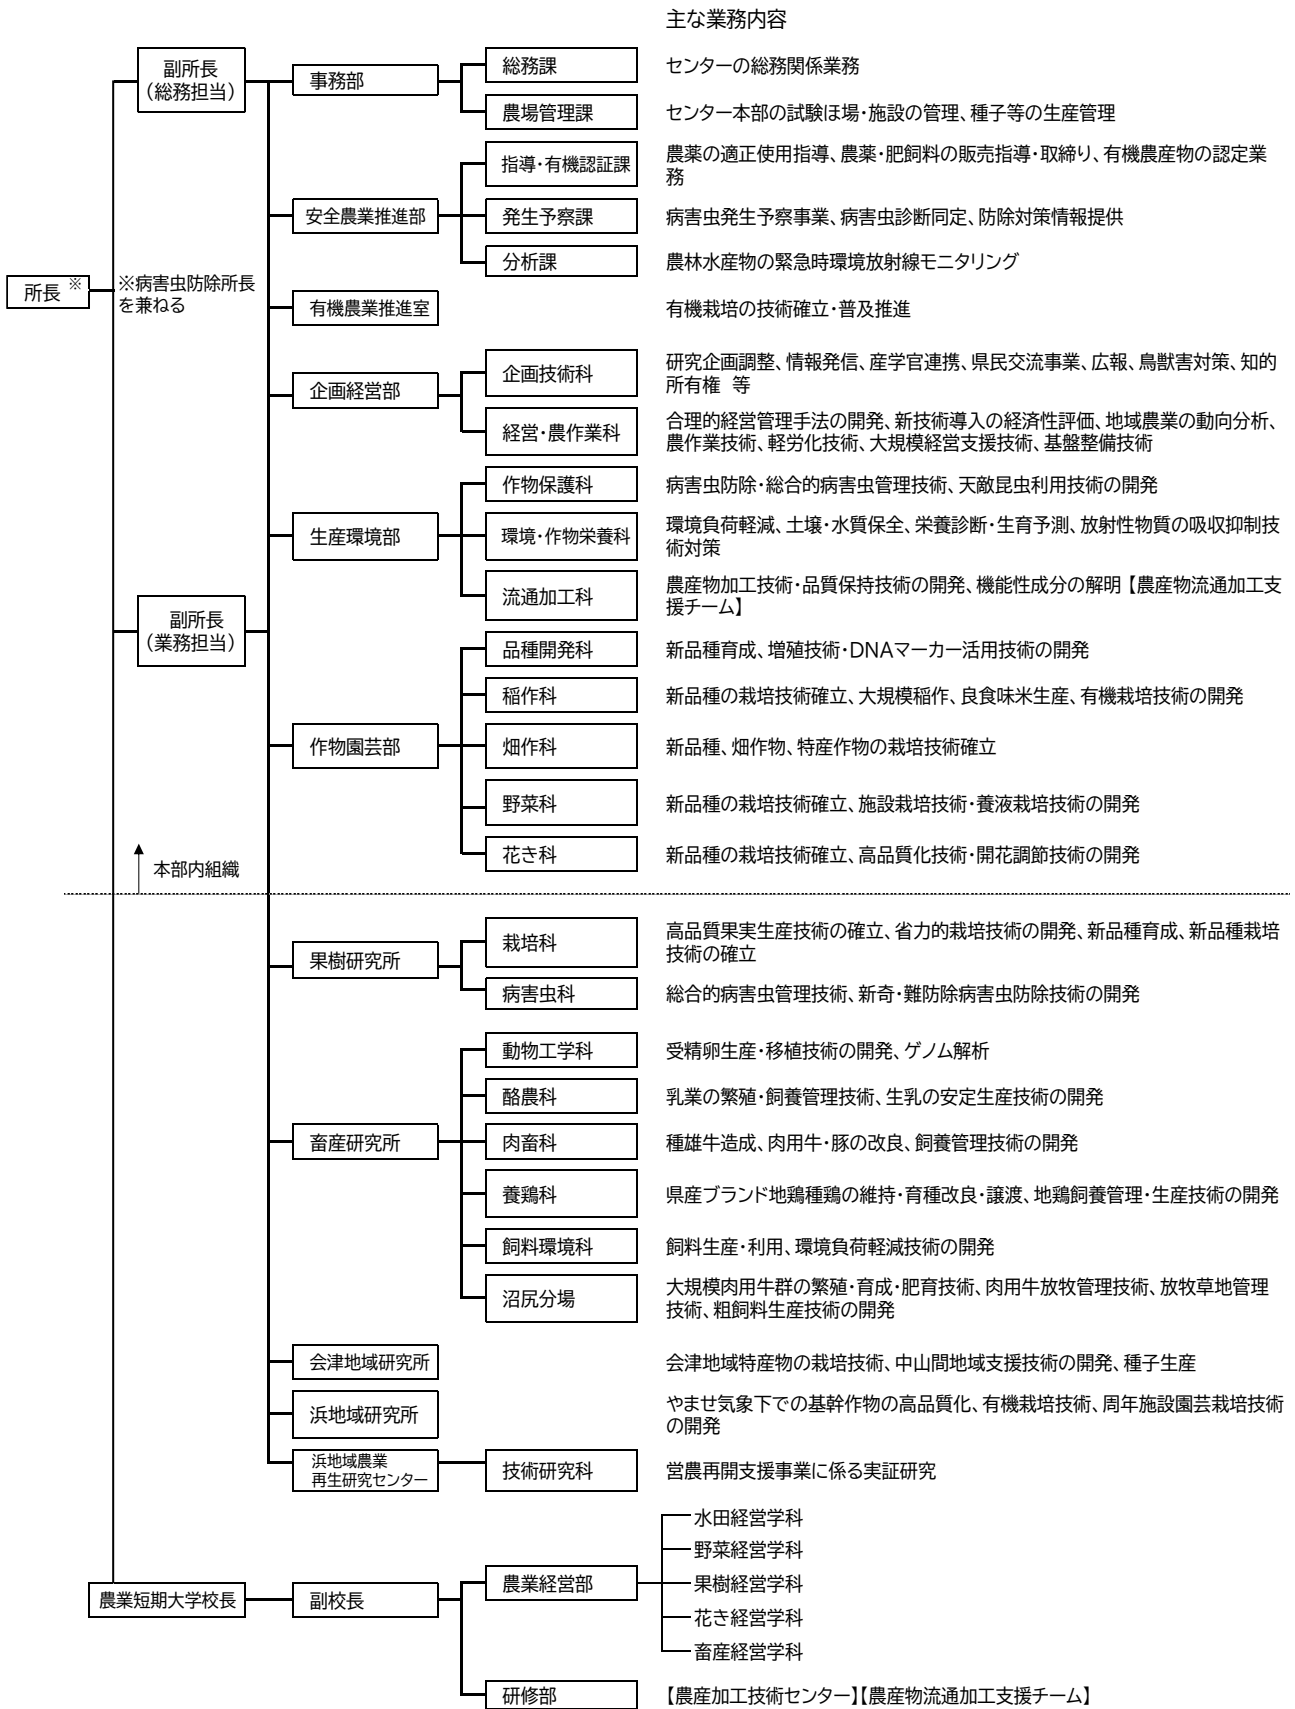 主な業務内容
副所長
（総務担当）
事務部
総務課
センターの総務関係業務
農場管理課
センター本部の試験ほ場・施設の管理、種子等の生産管理
指導・有機認証課
農薬の適正使用指導、農薬・肥飼料の販売指導・取締り、有機農産物の認定業
務
安全農業推進部
発生予察課
病害虫発生予察事業、病害虫診断同定、防除対策情報提供
分析課
農林水産物の緊急時環境放射線モニタリング
所長 ※
※病害虫防除所長
を兼ねる
有機農業推進室
有機栽培の技術確立・普及推進
企画経営部
企画技術科
研究企画調整、情報発信、産学官連携、県民交流事業、広報、鳥獣害対策、知的
所有権　等
経営・農作業科
合理的経営管理手法の開発、新技術導入の経済性評価、地域農業の動向分析、
農作業技術、軽労化技術、大規模経営支援技術、基盤整備技術
作物保護科
病害虫防除・総合的病害虫管理技術、天敵昆虫利用技術の開発
生産環境部
環境・作物栄養科
環境負荷軽減、土壌・水質保全、栄養診断・生育予測、放射性物質の吸収抑制技
術対策
流通加工科
農産物加工技術・品質保持技術の開発、機能性成分の解明【農産物流通加工支
援チーム】
副所長
（業務担当）
品種開発科
新品種育成、増殖技術・DNAマーカー活用技術の開発
稲作科
新品種の栽培技術確立、大規模稲作、良食味米生産、有機栽培技術の開発
作物園芸部
畑作科
新品種、畑作物、特産作物の栽培技術確立
野菜科
新品種の栽培技術確立、施設栽培技術・養液栽培技術の開発
花き科
新品種の栽培技術確立、高品質化技術・開花調節技術の開発
本部内組織
果樹研究所
栽培科
高品質果実生産技術の確立、省力的栽培技術の開発、新品種育成、新品種栽培
技術の確立
病害虫科
総合的病害虫管理技術、新奇・難防除病害虫防除技術の開発
動物工学科
受精卵生産・移植技術の開発、ゲノム解析
酪農科
乳業の繁殖・飼養管理技術、生乳の安定生産技術の開発
畜産研究所
肉畜科
種雄牛造成、肉用牛・豚の改良、飼養管理技術の開発
養鶏科
県産ブランド地鶏種鶏の維持・育種改良・譲渡、地鶏飼養管理・生産技術の開発
飼料環境科
飼料生産・利用、環境負荷軽減技術の開発
沼尻分場
大規模肉用牛群の繁殖・育成・肥育技術、肉用牛放牧管理技術、放牧草地管理
技術、粗飼料生産技術の開発
会津地域研究所
会津地域特産物の栽培技術、中山間地域支援技術の開発、種子生産
浜地域研究所
やませ気象下での基幹作物の高品質化、有機栽培技術、周年施設園芸栽培技術
の開発
浜地域農業
再生研究センター
技術研究科
営農再開支援事業に係る実証研究
水田経営学科
野菜経営学科
農業短期大学校長
副校長
農業経営部
果樹経営学科
花き経営学科
畜産経営学科
研修部
【農産加工技術センター】【農産物流通加工支援チーム】